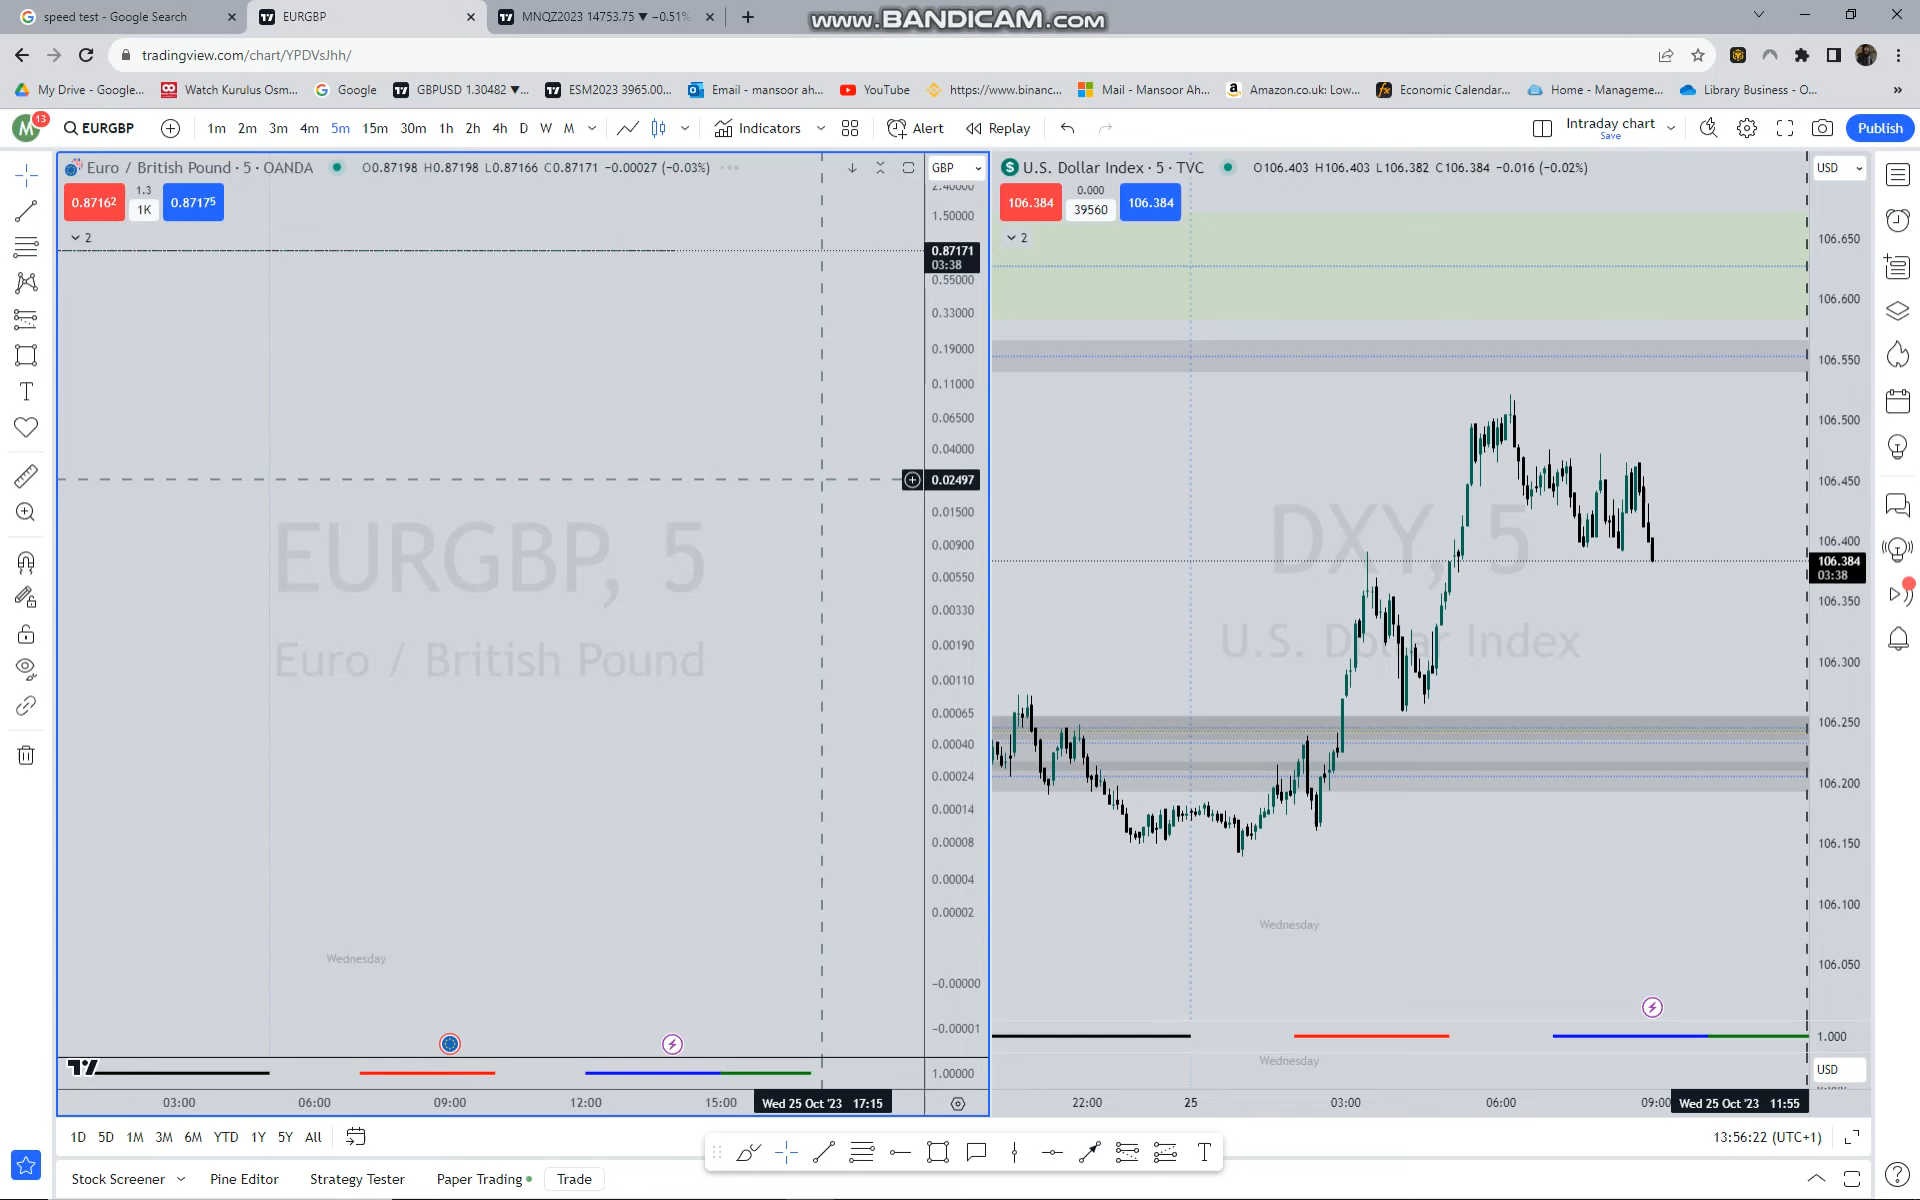 speed test - Google Search
EURGBP
MNQZ2023 14753.75 ▼ −0.51%
www.BANDICAM.com
tradingview.com/chart/YPDVsJhh/
My Drive - Google...
Watch Kurulus Osm...
Google
GBPUSD 1.30482 ▼...
ESM2023 3965.00...
Email - mansoor ah...
YouTube
https://www.binanc...
Mail - Mansoor Ah...
Amazon.co.uk: Low...
Economic Calendar...
Home - Manageme...
Library Business - O...
»
M 13
EURGBP
1m 2m 3m 4m 5m 15m 30m 1h 2h 4h D W M
Indicators
Alert
Replay
Intraday chart
Save
Publish
Euro / British Pound · 5 · OANDA
O0.87198 H0.87198 L0.87166 C0.87171 −0.00027 (−0.03%)
GBP
0.87162
1.3
1K
0.87175
2
2.40000
1.50000
0.87171
03:38
0.55000
0.33000
0.19000
0.11000
0.06500
0.04000
0.02497
0.01500
0.00900
0.00550
0.00330
0.00190
0.00110
0.00065
0.00040
0.00024
0.00014
0.00008
0.00004
0.00002
−0.00000
−0.00001
1.00000
EURGBP, 5
Euro / British Pound
Wednesday
03:00 06:00 09:00 12:00 15:00
Wed 25 Oct '23 17:15
U.S. Dollar Index · 5 · TVC
O106.403 H106.403 L106.382 C106.384 −0.016 (−0.02%)
USD
106.384
0.000
39560
106.384
2
106.650
106.600
106.550
106.500
106.450
106.400
106.384
03:38
106.350
106.300
106.250
106.200
106.150
106.100
106.050
1.000
USD
DXY, 5
U.S. Dollar Index
Wednesday
Wednesday
22:00 25 03:00 06:00 09:00
Wed 25 Oct '23 11:55
1D 5D 1M 3M 6M YTD 1Y 5Y All
13:56:22 (UTC+1)
Stock Screener
Pine Editor
Strategy Tester
Paper Trading
Trade